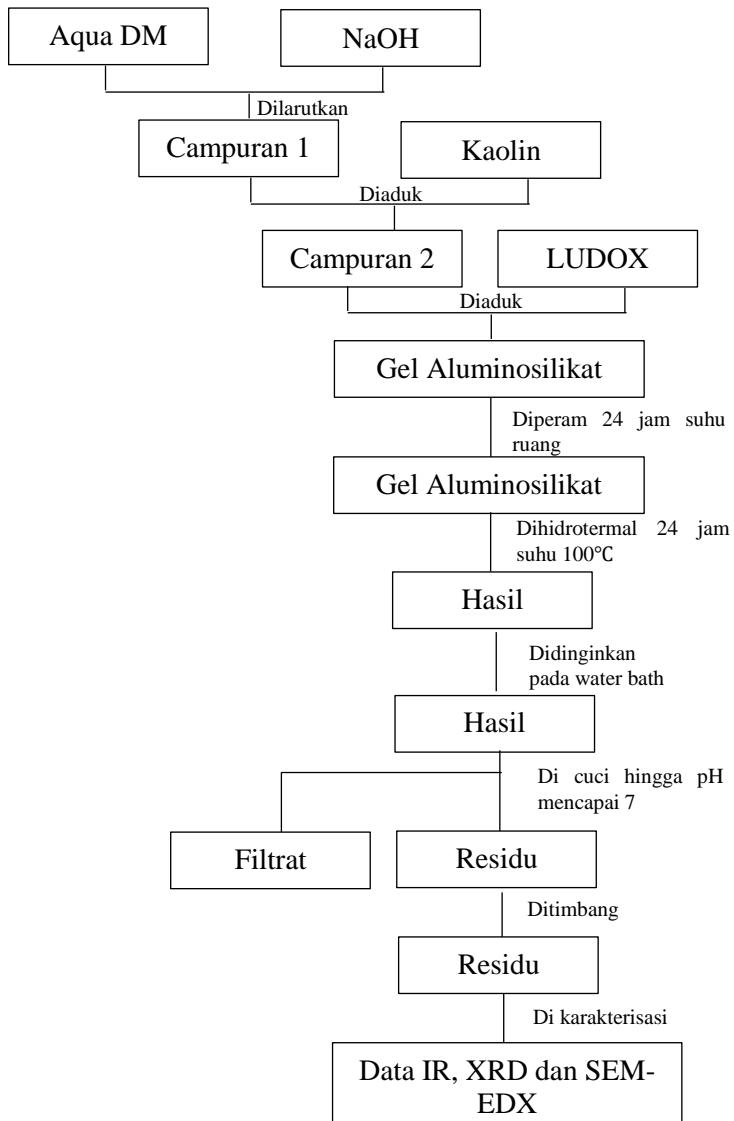 Aqua DM
NaOH
Dilarutkan
Campuran 1
Kaolin
Diaduk
Campuran 2
LUDOX
Diaduk
Gel Aluminosilikat
Diperam 24 jam suhu
ruang
Gel Aluminosilikat
Dihidrotermal 24 jam
suhu 100℃
Hasil
Didinginkan
pada water bath
Hasil
Di cuci hingga pH
mencapai 7
Filtrat
Residu
Ditimbang
Residu
Di karakterisasi
Data IR, XRD dan SEM-
EDX